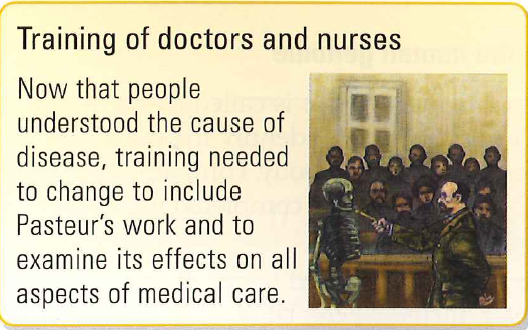 Training of doctors and nurses
Now that people
understood the cause of
disease, training needed
to change to include
Pasteur's work and to
examine its effects on all
aspects of medical care.